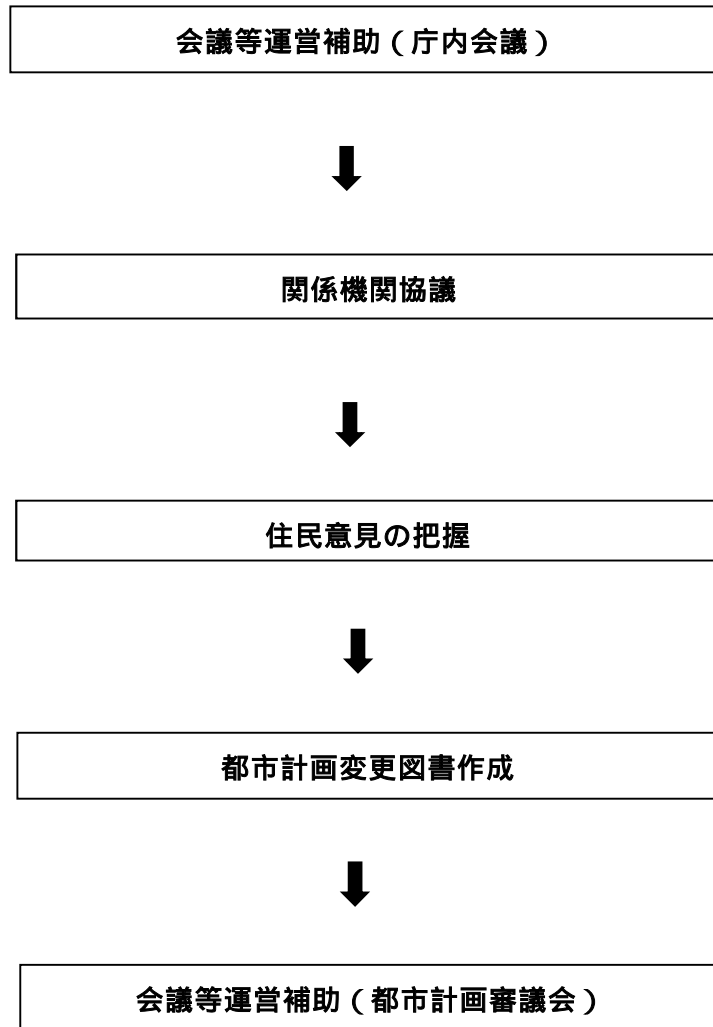 会議等運営補助（庁内会議）
関係機関協議
住民意見の把握
都市計画変更図書作成
会議等運営補助（都市計画審議会）